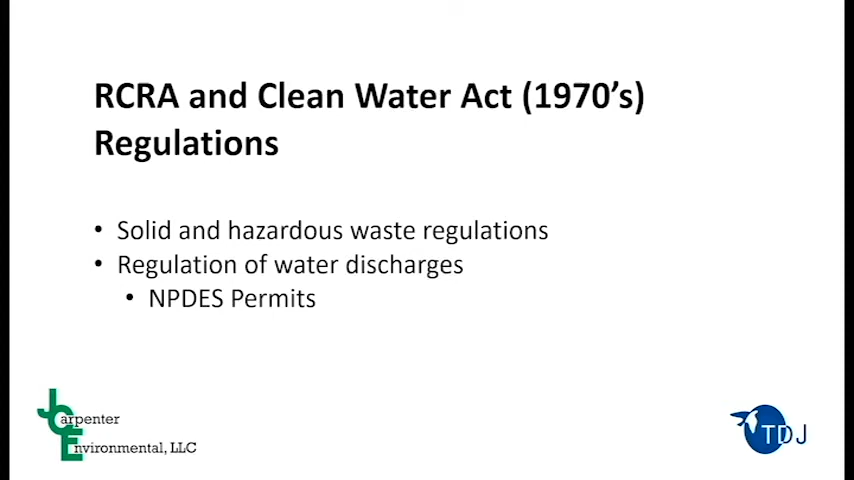 RCRA and Clean Water Act (1970’s)
Regulations
• Solid and hazardous waste regulations
• Regulation of water discharges
• NPDES Permits
J Carpenter
Environmental, LLC
TDJ